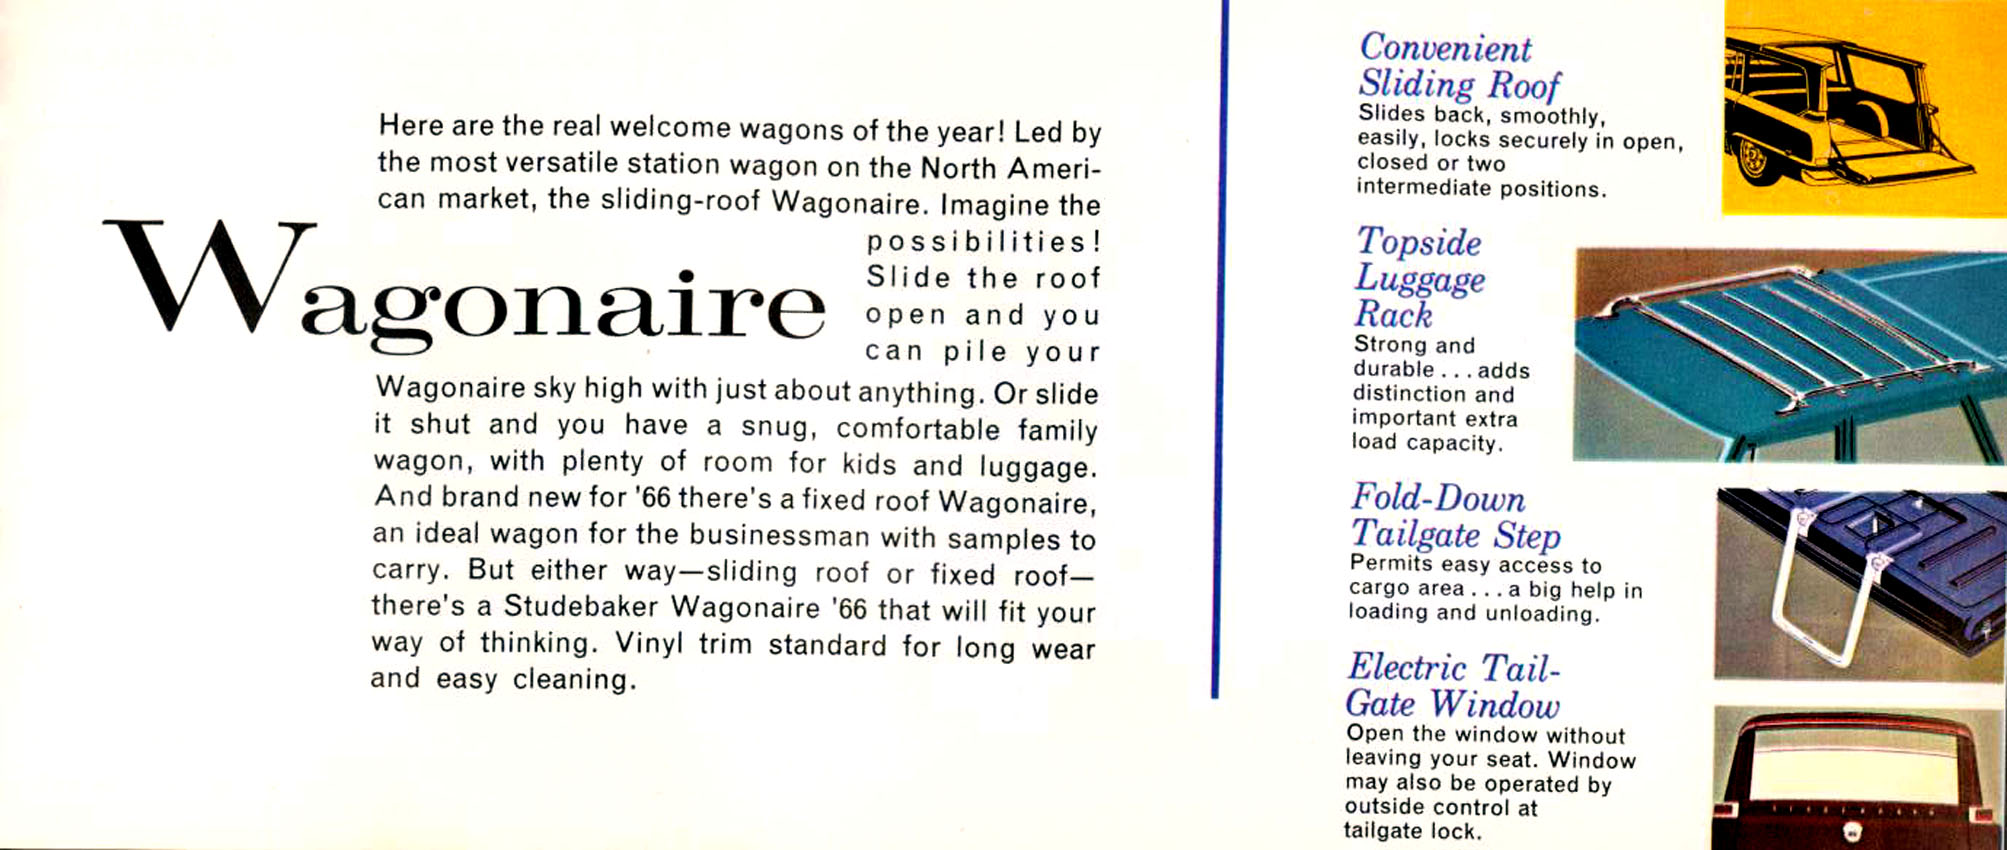 Here are the real welcome wagons of the year! Led by
the most versatile station wagon on the North Ameri-
can market, the sliding-roof Wagonaire. Imagine the
Wagonaire
possibilities!
Slide the roof
open and you
can pile your
Wagonaire sky high with just about anything. Or slide
it shut and you have a snug, comfortable family
wagon, with plenty of room for kids and luggage.
And brand new for '66 there's a fixed roof Wagonaire,
an ideal wagon for the businessman with samples to
carry. But either way—sliding roof or fixed roof—
there's a Studebaker Wagonaire '66 that will fit your
way of thinking. Vinyl trim standard for long wear
and easy cleaning.
Convenient
Sliding Roof
Slides back, smoothly,
easily, locks securely in open,
closed or two
intermediate positions.
Topside
Luggage
Rack
Strong and
durable . . . adds
distinction and
important extra
load capacity.
Fold-Down
Tailgate Step
Permits easy access to
cargo area . . . a big help in
loading and unloading.
Electric Tail-
Gate Window
Open the window without
leaving your seat. Window
may also be operated by
outside control at
tailgate lock.